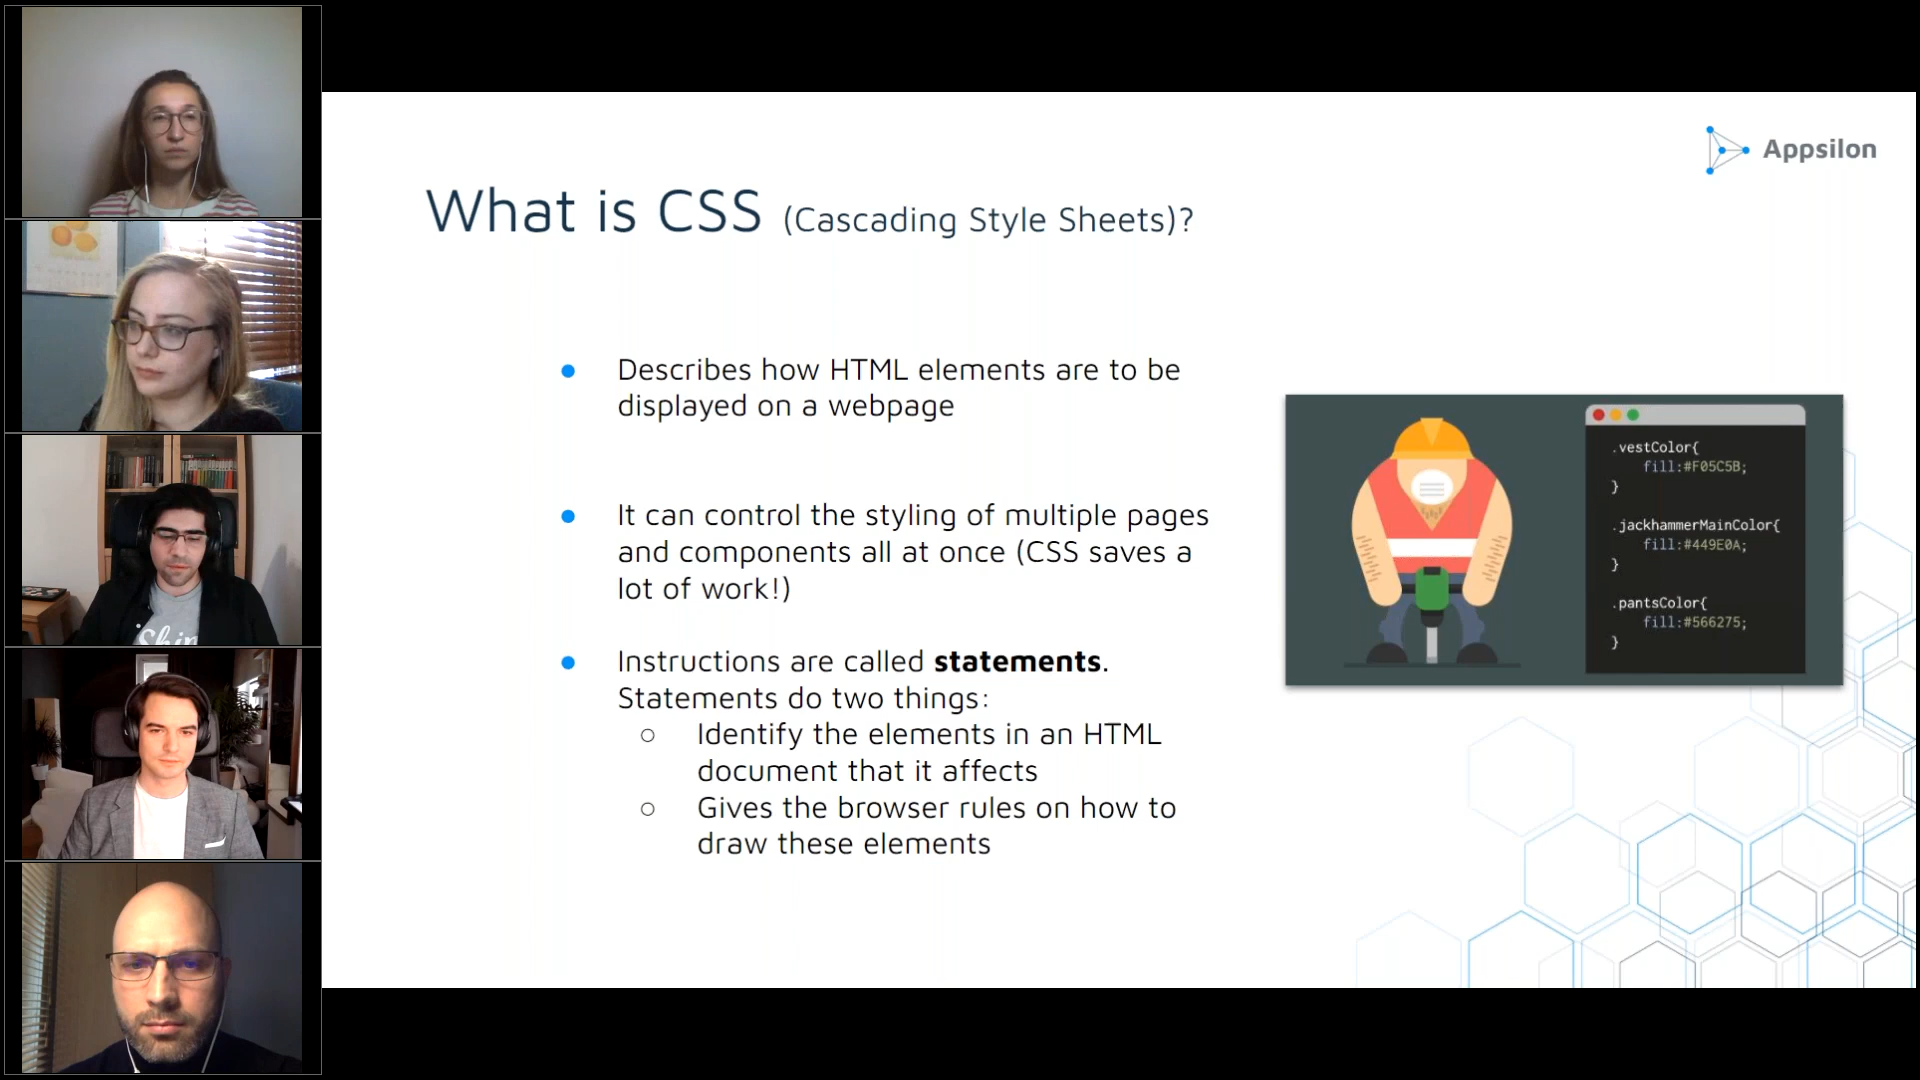 Appsilon
What is CSS (Cascading Style Sheets)?
● Describes how HTML elements are to be
displayed on a webpage
● It can control the styling of multiple pages
and components all at once (CSS saves a
lot of work!)
● Instructions are called statements.
Statements do two things:
○ Identify the elements in an HTML
document that it affects
○ Gives the browser rules on how to
draw these elements
.vestColor{
fill:#F05C5B;
}
.jackhammerMainColor{
fill:#449E0A;
}
.pantsColor{
fill:#566275;
}